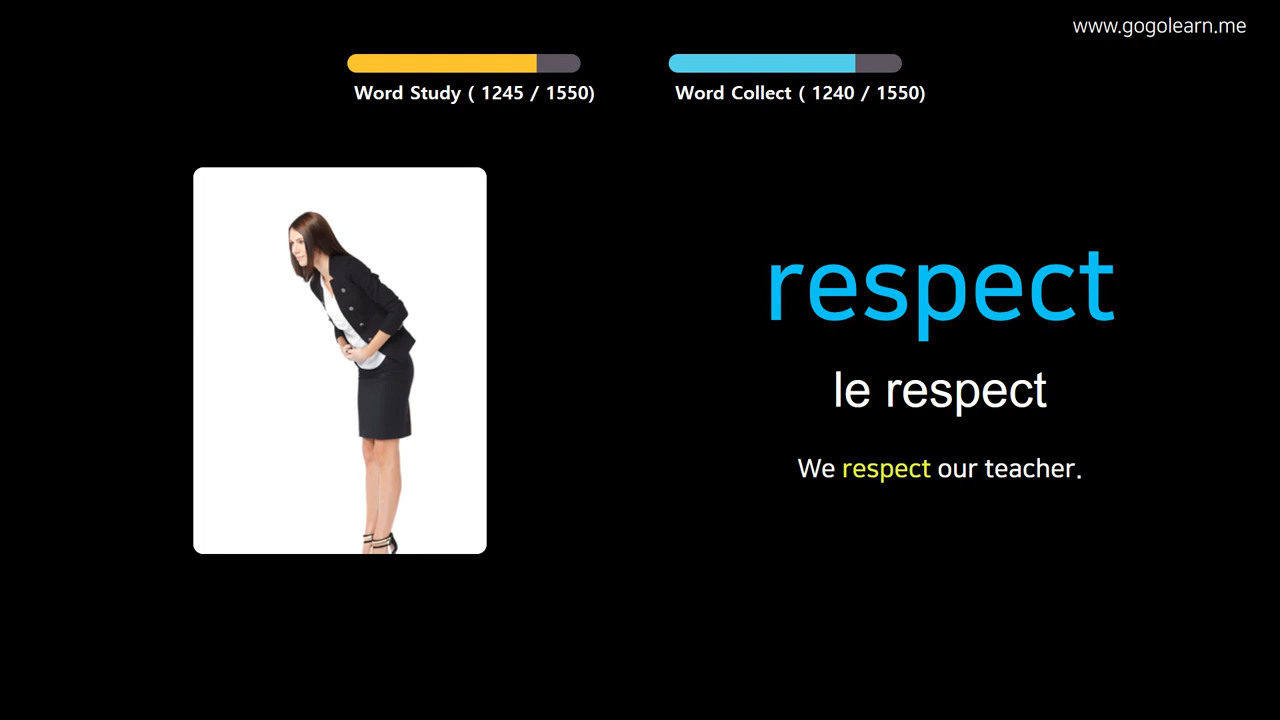 www.gogolearn.me
Word Study ( 1245 / 1550)
Word Collect ( 1240 / 1550)
respect
le respect
We respect our teacher.